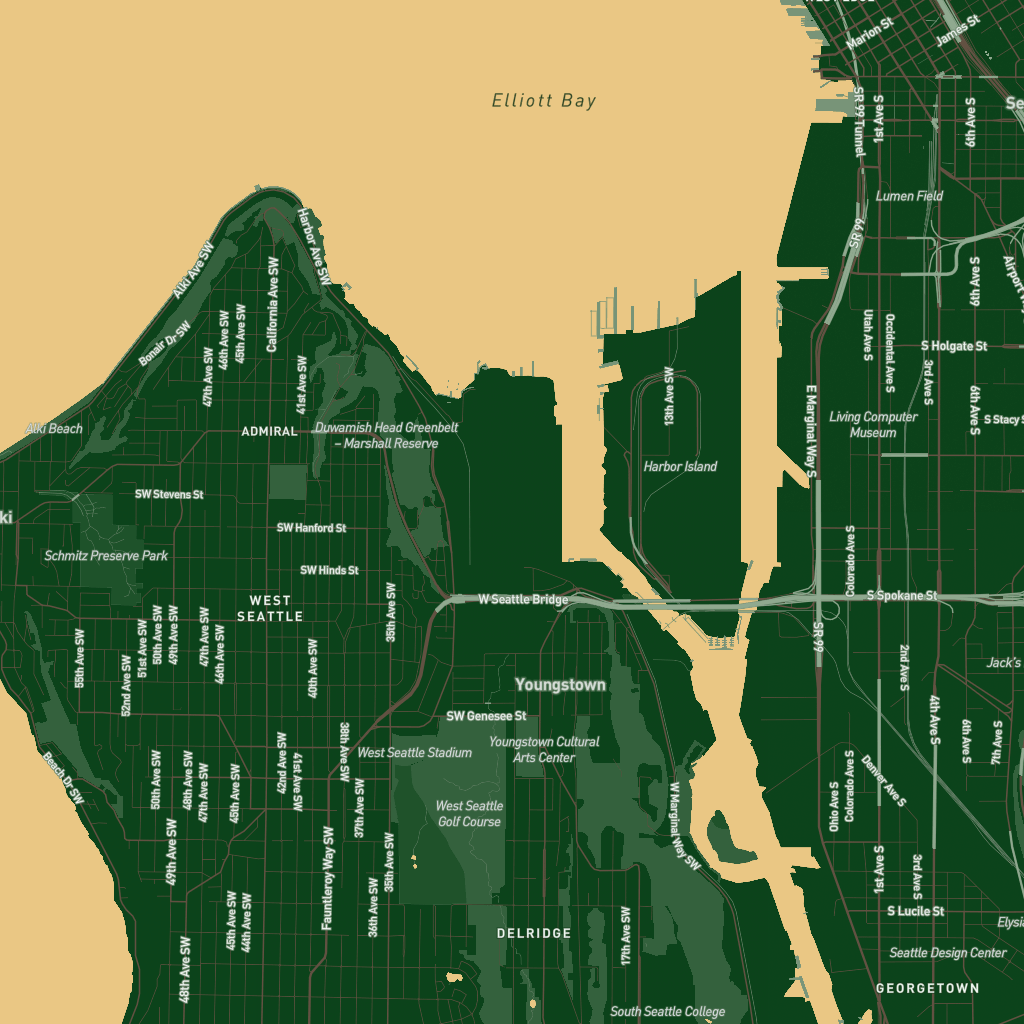 Marion St
James St
Elliott Bay
SR 99 Tunnel
1st Ave S
6th Ave S
Lumen Field
Harbor Ave SW
Alki Ave SW
SR 99
California Ave SW
6th Ave S
Bonair Dr SW
46th Ave SW
45th Ave SW
47th Ave SW
41st Ave SW
Utah Ave S
Occidental Ave S
S Holgate St
3rd Ave S
13th Ave SW
6th Ave S
E Marginal Way S
Living Computer
Museum
S Stacy S
Alki Beach
ADMIRAL
Duwamish Head Greenbelt
– Marshall Reserve
Harbor Island
SW Stevens St
SW Hanford St
Schmitz Preserve Park
SW Hinds St
Colorado Ave S
WEST
SEATTLE
35th Ave SW
W Seattle Bridge
S Spokane St
SR 99
55th Ave SW
52nd Ave SW
51st Ave SW
50th Ave SW
49th Ave SW
47th Ave SW
46th Ave SW
40th Ave SW
2nd Ave S
Jack's
Youngstown
SW Genesee St
4th Ave S
6th Ave S
7th Ave S
West Seattle Stadium
Youngstown Cultural
Arts Center
Beach Dr SW
50th Ave SW
48th Ave SW
47th Ave SW
45th Ave SW
42nd Ave SW
41st Ave SW
38th Ave SW
37th Ave SW
West Seattle
Golf Course
W Marginal Way SW
Ohio Ave S
Colorado Ave S
Denver Ave S
49th Ave SW
Fauntleroy Way SW
35th Ave SW
36th Ave SW
1st Ave S
3rd Ave S
45th Ave SW
44th Ave SW
S Lucile St
48th Ave SW
DELRIDGE
17th Ave SW
Seattle Design Center
GEORGETOWN
South Seattle College